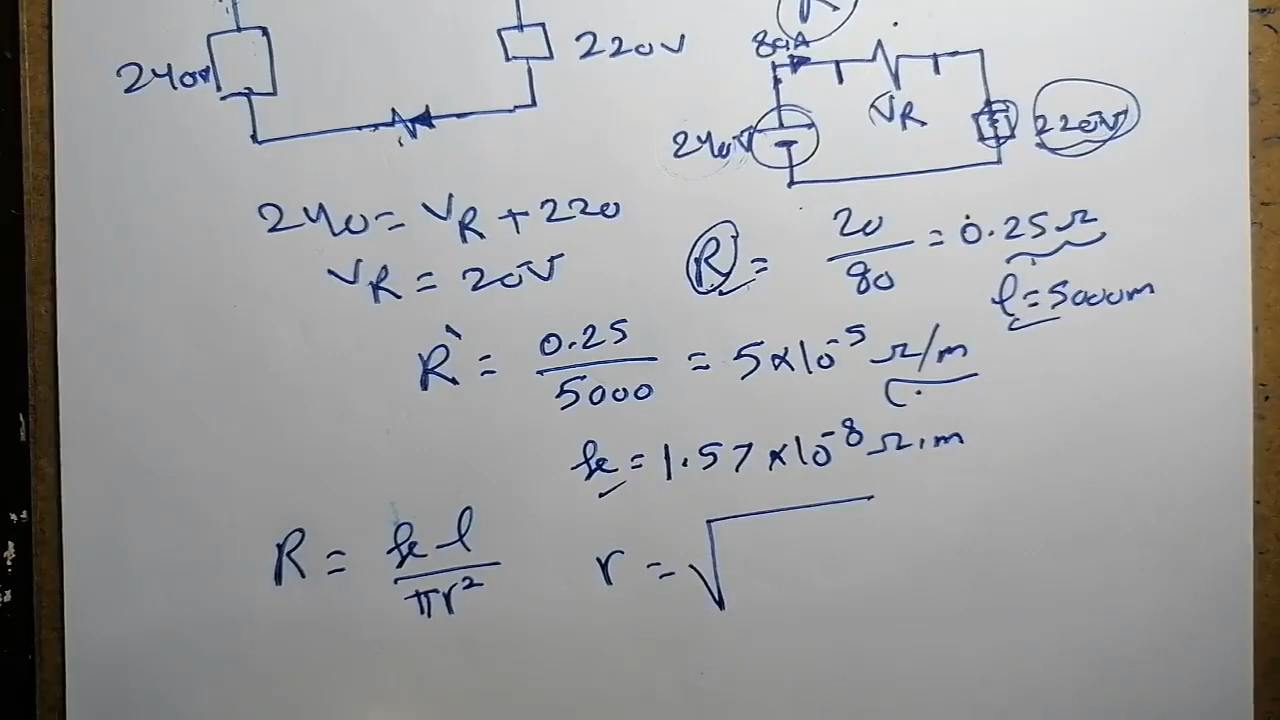 240V
220V
80A
240V
VR
220V
240 = VR + 220
VR = 20V
R = 20/80 = 0.25Ω
l = 5000m
R` = 0.25/5000 = 5×10⁻⁵ Ω/m
k = 1.57×10⁻⁸ Ω.m
R = kl/πr²
r = √